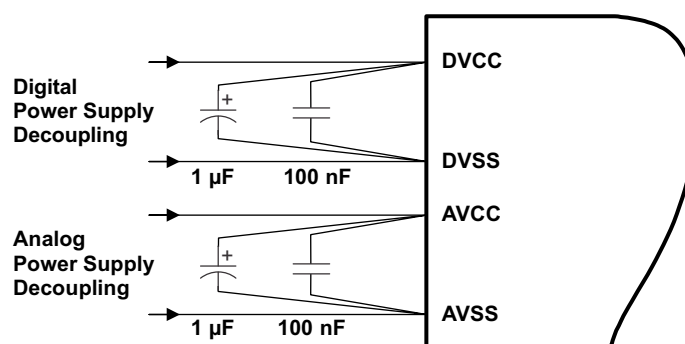 DVCC
Digital
Power Supply
Decoupling
+
DVSS
1 µF 100 nF
AVCC
Analog
Power Supply
Decoupling
+
AVSS
1 µF 100 nF